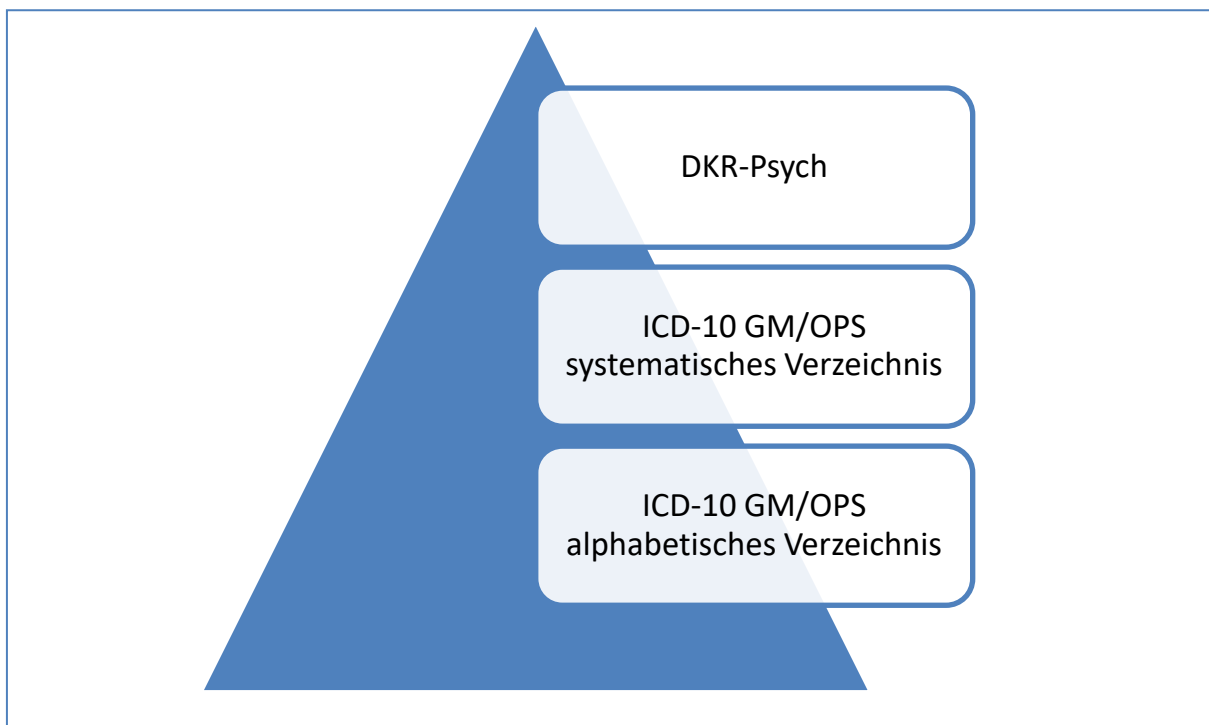 DKR-Psych
ICD-10 GM/OPS
systematisches Verzeichnis
ICD-10 GM/OPS
alphabetisches Verzeichnis